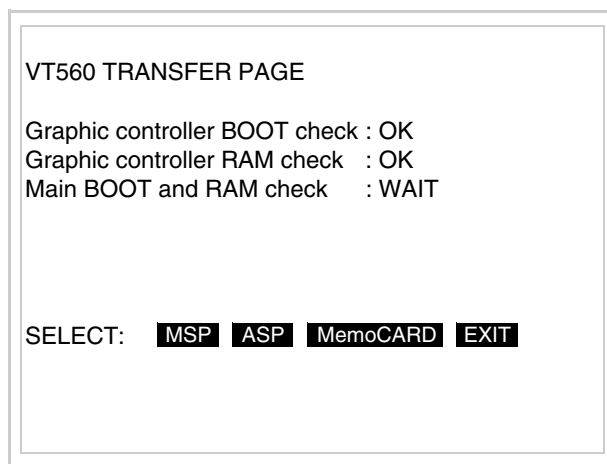 VT560 TRANSFER PAGE
Graphic controller BOOT check : OK
Graphic controller RAM check : OK
Main BOOT and RAM check : WAIT
SELECT: MSP ASP MemoCARD EXIT